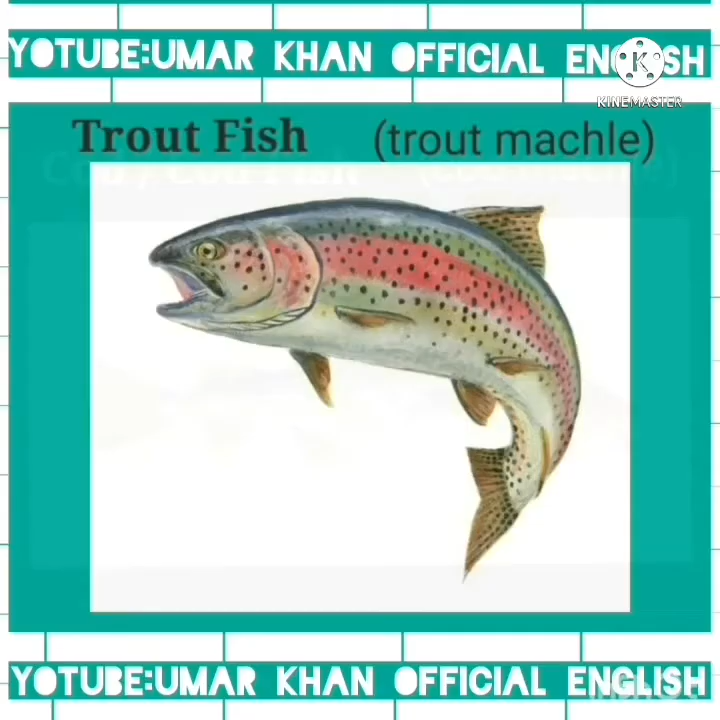 YOTUBE:UMAR KHAN OFFICIAL ENGLISH
KINEMASTER
Trout Fish (trout machle)
YOTUBE:UMAR KHAN OFFICIAL ENGLISH